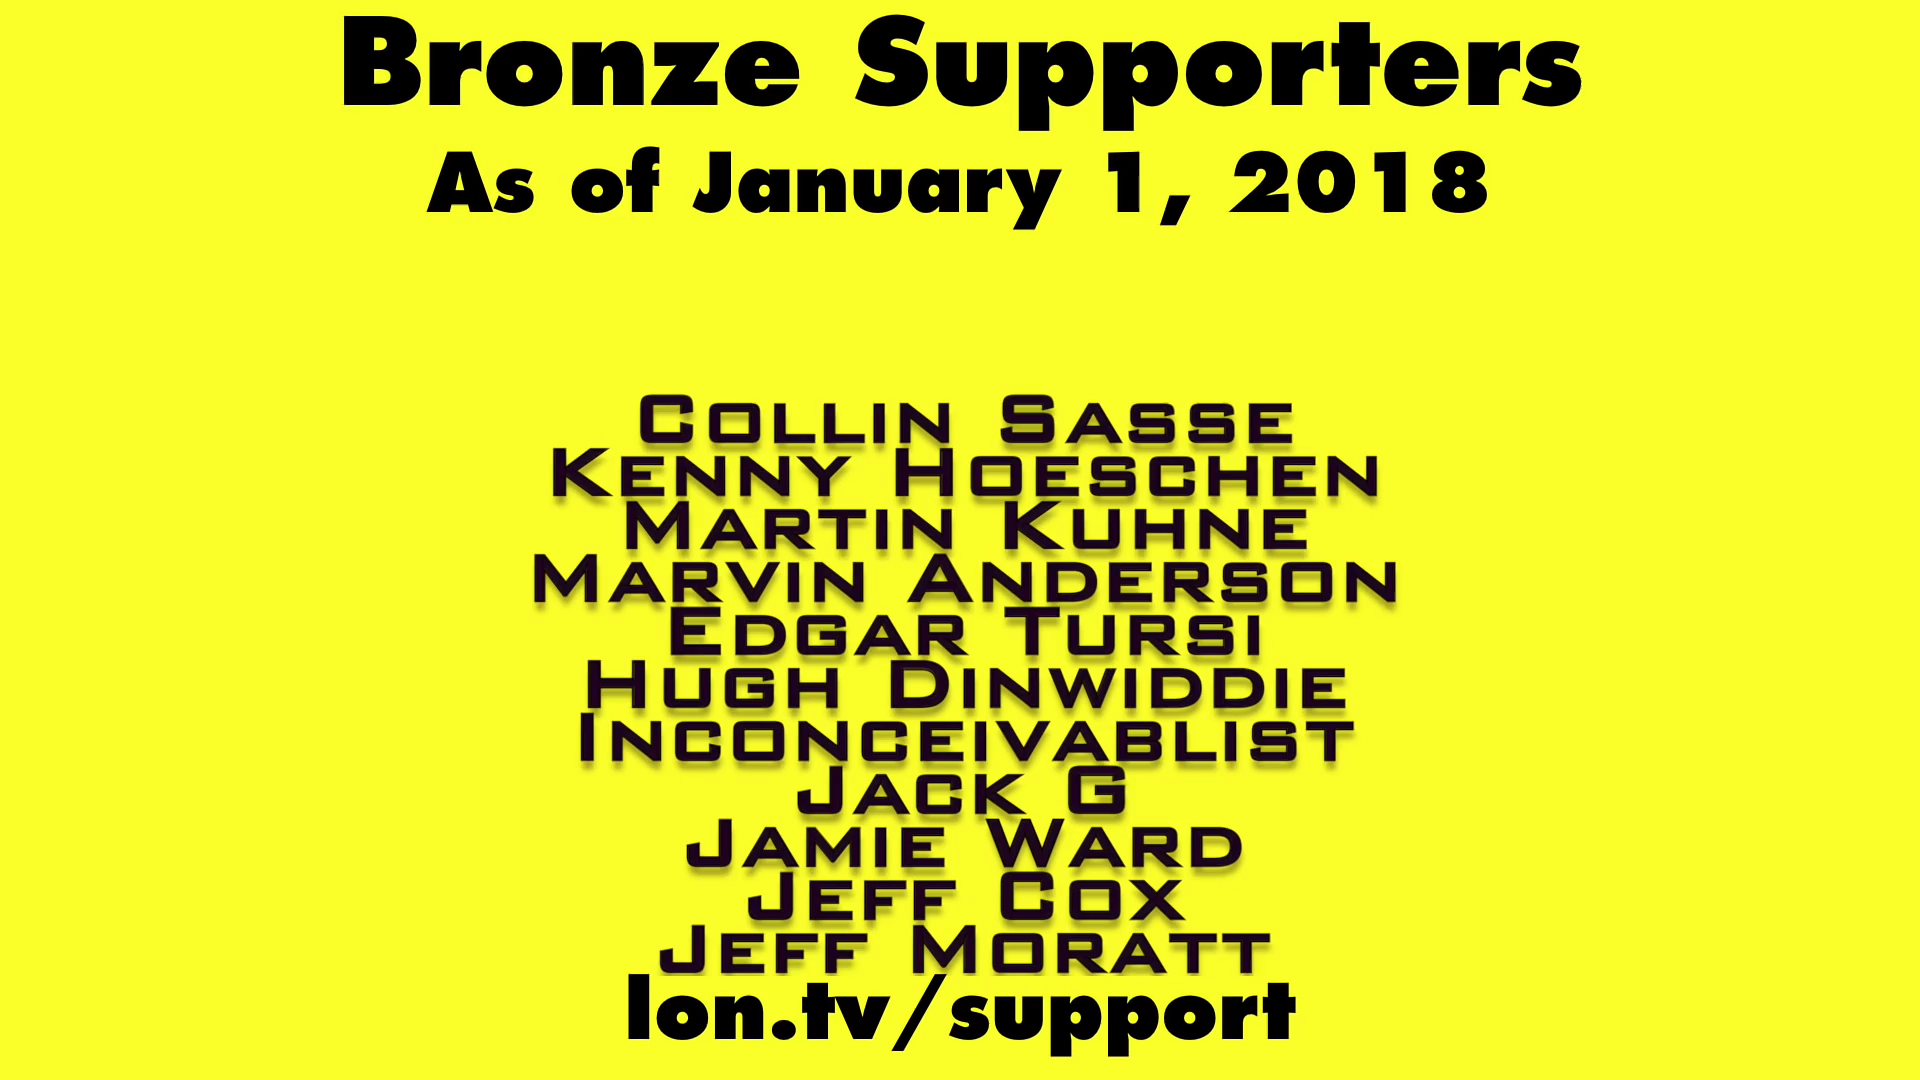 Bronze Supporters
As of January 1, 2018
Collin Sasse
Kenny Hoeschen
Martin Kuhne
Marvin Anderson
Edgar Tursi
Hugh Dinwiddie
Inconceivablist
Jack G
Jamie Ward
Jeff Cox
Jeff Moratt
lon.tv/support